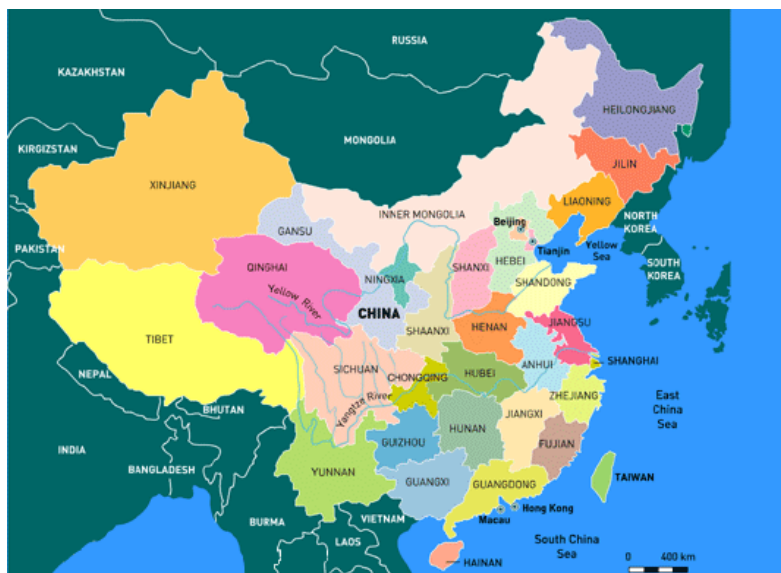 RUSSIA
KAZAKHSTAN
HEILONGJIANG
MONGOLIA
KIRGIZSTAN
JILIN
XINJIANG
LIAONING
INNER MONGOLIA
Beijing
NORTH
KOREA
GANSU
Tianjin
Yellow
Sea
PAKISTAN
HEBEI
SHANXI
SOUTH
KOREA
QINGHAI
NINGXIA
SHANDONG
Yellow River
CHINA
JIANGSU
HENAN
SHAANXI
TIBET
SHANGHAI
ANHUI
SICHUAN
HUBEI
NEPAL
CHONGQING
ZHEJIANG
East
China
Sea
Yangtze River
BHUTAN
JIANGXI
HUNAN
GUIZHOU
FUJIAN
INDIA
BANGLADESH
YUNNAN
TAIWAN
GUANGXI
GUANGDONG
Hong Kong
Macau
BURMA
VIETNAM
South China
Sea
LAOS
0 400 km
HAINAN